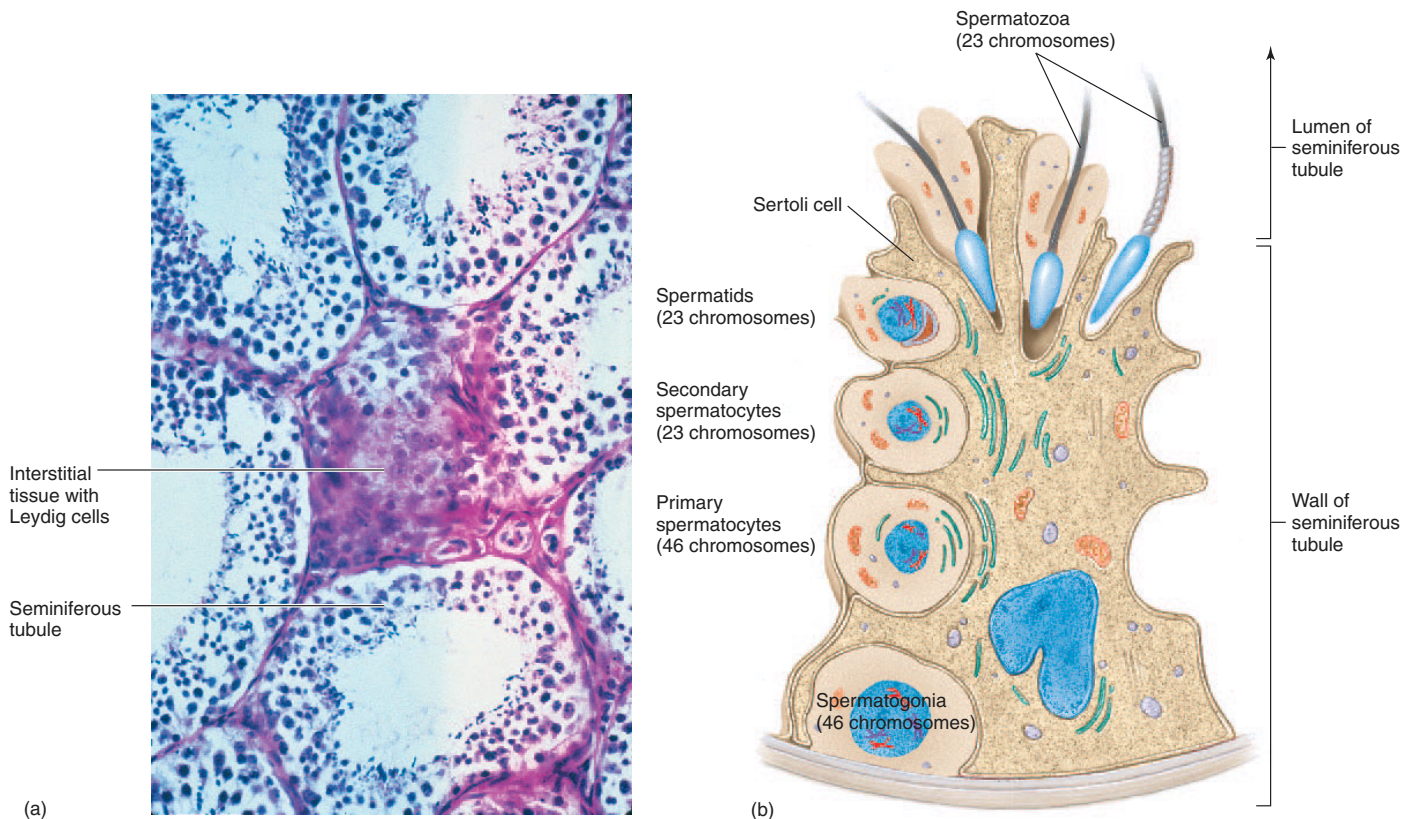 Interstitial
tissue with
Leydig cells
Seminiferous
tubule
(a)
Spermatozoa
(23 chromosomes)
Sertoli cell
Spermatids
(23 chromosomes)
Secondary
spermatocytes
(23 chromosomes)
Primary
spermatocytes
(46 chromosomes)
Spermatogonia
(46 chromosomes)
Lumen of
seminiferous
tubule
Wall of
seminiferous
tubule
(b)